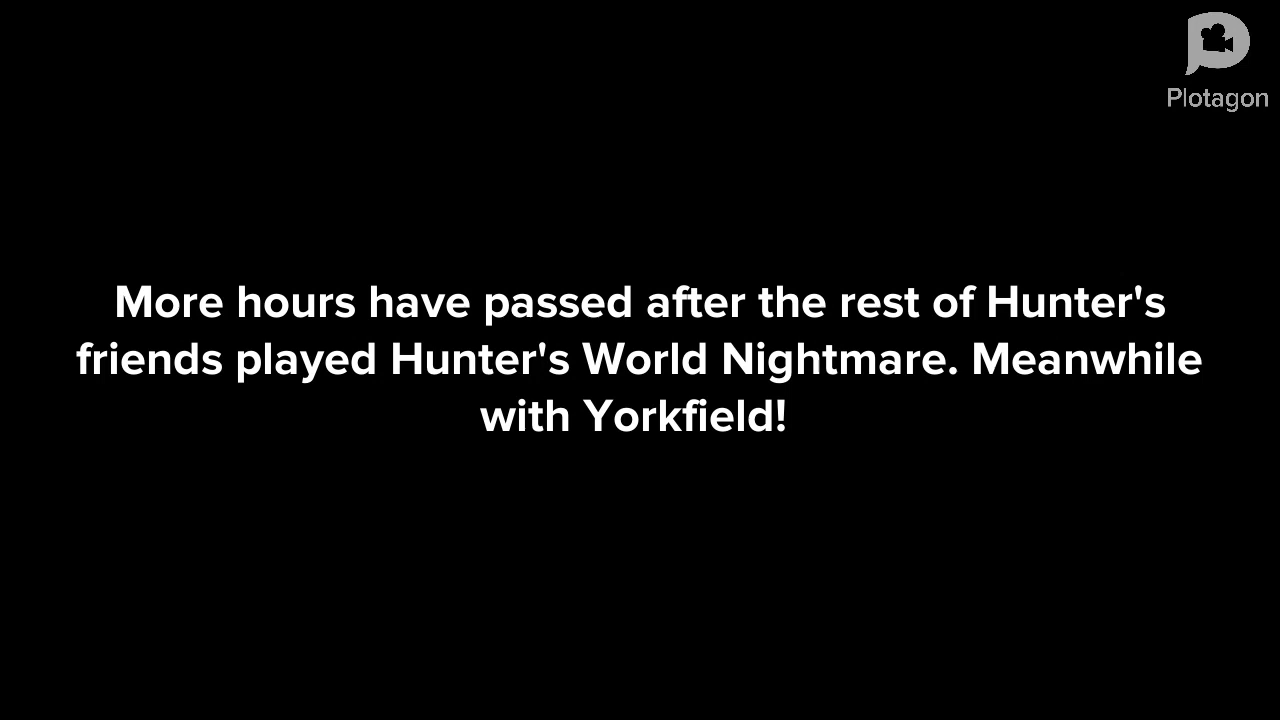 Plotagon
More hours have passed after the rest of Hunter's
friends played Hunter's World Nightmare. Meanwhile
with Yorkfield!